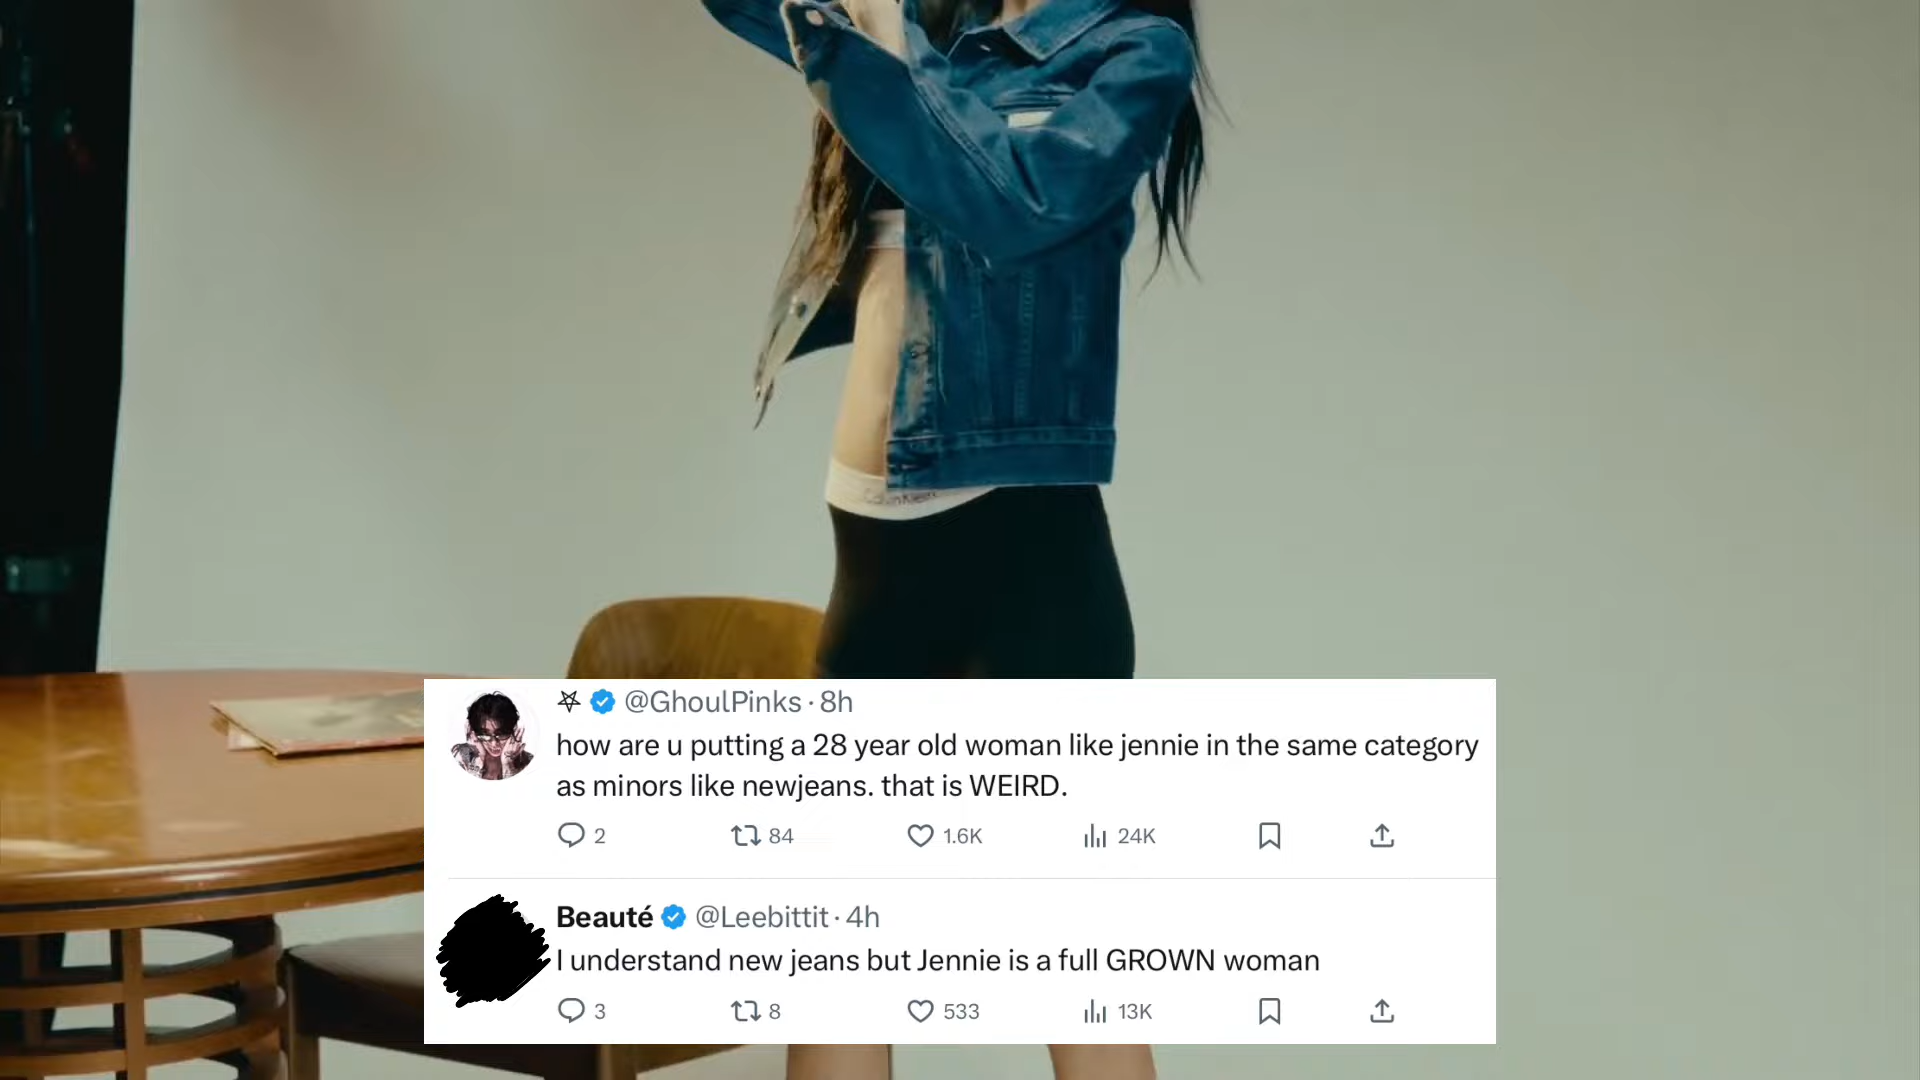 Calvin Klein
@GhoulPinks · 8h
how are u putting a 28 year old woman like jennie in the same category
as minors like newjeans. that is WEIRD.
2 84 1.6K 24K
Beauté @Leebittit · 4h
I understand new jeans but Jennie is a full GROWN woman
3 8 533 13K